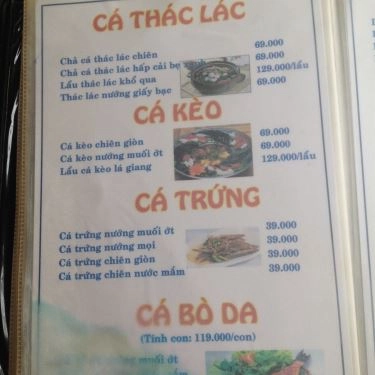 CÁ THÁC LÁC
Chả cá thác lác chiên 69.000
Chả cá thác lác hấp cải bẹ xanh 69.000
Lẩu thác lác khổ qua 129.000/lẩu
Thác lác nướng giấy bạc 69.000
CÁ KÈO
Cá kèo chiên giòn 69.000
Cá kèo nướng muối ớt 69.000
Lẩu cá kèo lá giang 129.000/lẩu
CÁ TRỨNG
Cá trứng nướng muối ớt 39.000
Cá trứng nướng mọi 39.000
Cá trứng chiên giòn 39.000
Cá trứng chiên nước mắm 39.000
CÁ BÒ DA
(Tính con: 119.000/con)
muối ớt